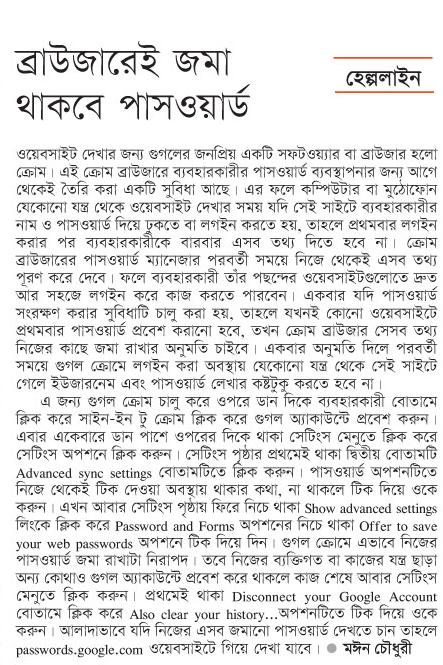 ব্রাউজারেই জমা
থাকবে পাসওয়ার্ড
হেল্পলাইন
ওয়েবসাইট দেখার জন্য গুগলের জনপ্রিয় একটি সফটওয়্যার বা ব্রাউজার হলো
ক্রোম। এই ক্রোম ব্রাউজারে ব্যবহারকারীর পাসওয়ার্ড ব্যবস্থাপনার জন্য আগে
থেকেই তৈরি করা একটি সুবিধা আছে। এর ফলে কম্পিউটার বা মুঠোফোন
যেকোনো যন্ত্র থেকে ওয়েবসাইট দেখার সময় যদি সেই সাইটে ব্যবহারকারীর
নাম ও পাসওয়ার্ড দিয়ে ঢুকতে বা লগইন করতে হয়, তাহলে প্রথমবার লগইন
করার পর ব্যবহারকারীকে বারবার এসব তথ্য দিতে হবে না। ক্রোম
ব্রাউজারের পাসওয়ার্ড ম্যানেজার পরবর্তী সময়ে নিজে থেকেই এসব তথ্য
পূরণ করে দেবে। ফলে ব্যবহারকারী তাঁর পছন্দের ওয়েবসাইটগুলোতে দ্রুত
আর সহজে লগইন করে কাজ করতে পারবেন। একবার যদি পাসওয়ার্ড
সংরক্ষণ করার সুবিধাটি চালু করা হয়, তাহলে যখনই কোনো ওয়েবসাইটে
প্রথমবার পাসওয়ার্ড প্রবেশ করানো হবে, তখন ক্রোম ব্রাউজার সেসব তথ্য
নিজের কাছে জমা রাখার অনুমতি চাইবে। একবার অনুমতি দিলে পরবর্তী
সময়ে গুগল ক্রোমে লগইন করা অবস্থায় যেকোনো যন্ত্র থেকে সেই সাইটে
গেলে ইউজারনেম এবং পাসওয়ার্ড লেখার কষ্টটুকু করতে হবে না।
এ জন্য গুগল ক্রোম চালু করে ওপরে ডান দিকে ব্যবহারকারী বোতামে
ক্লিক করে সাইন-ইন টু ক্রোম ক্লিক করে গুগল অ্যাকাউন্টে প্রবেশ করুন।
এবার একেবারে ডান পাশে ওপরের দিকে থাকা সেটিংস মেনুতে ক্লিক করে
সেটিংস অপশনে ক্লিক করুন। সেটিংস পৃষ্ঠার প্রথমেই থাকা দ্বিতীয় বোতামটি
Advanced sync settings বোতামটিতে ক্লিক করুন। পাসওয়ার্ড অপশনটিতে
নিজে থেকেই টিক দেওয়া অবস্থায় থাকার কথা, না থাকলে টিক দিয়ে ওকে
করুন। এখন আবার সেটিংস পৃষ্ঠায় ফিরে নিচে থাকা Show advanced settings
লিংকে ক্লিক করে Password and Forms অপশনের নিচে থাকা Offer to save
your web passwords অপশনে টিক দিয়ে দিন। গুগল ক্রোমে এভাবে নিজের
পাসওয়ার্ড জমা রাখাটা নিরাপদ। তবে নিজের ব্যক্তিগত বা কাজের যন্ত্র ছাড়া
অন্য কোথাও গুগল অ্যাকাউন্টে প্রবেশ করে থাকলে কাজ শেষে আবার সেটিংস
মেনুতে ক্লিক করুন। প্রথমেই থাকা Disconnect your Google Account
বোতামে ক্লিক করে Also clear your history...অপশনটিতে টিক দিয়ে ওকে
করুন। আলাদাভাবে যদি নিজের এসব জমানো পাসওয়ার্ড দেখতে চান তাহলে
passwords.google.com ওয়েবসাইটে গিয়ে দেখা যাবে। ● মঈন চৌধুরী